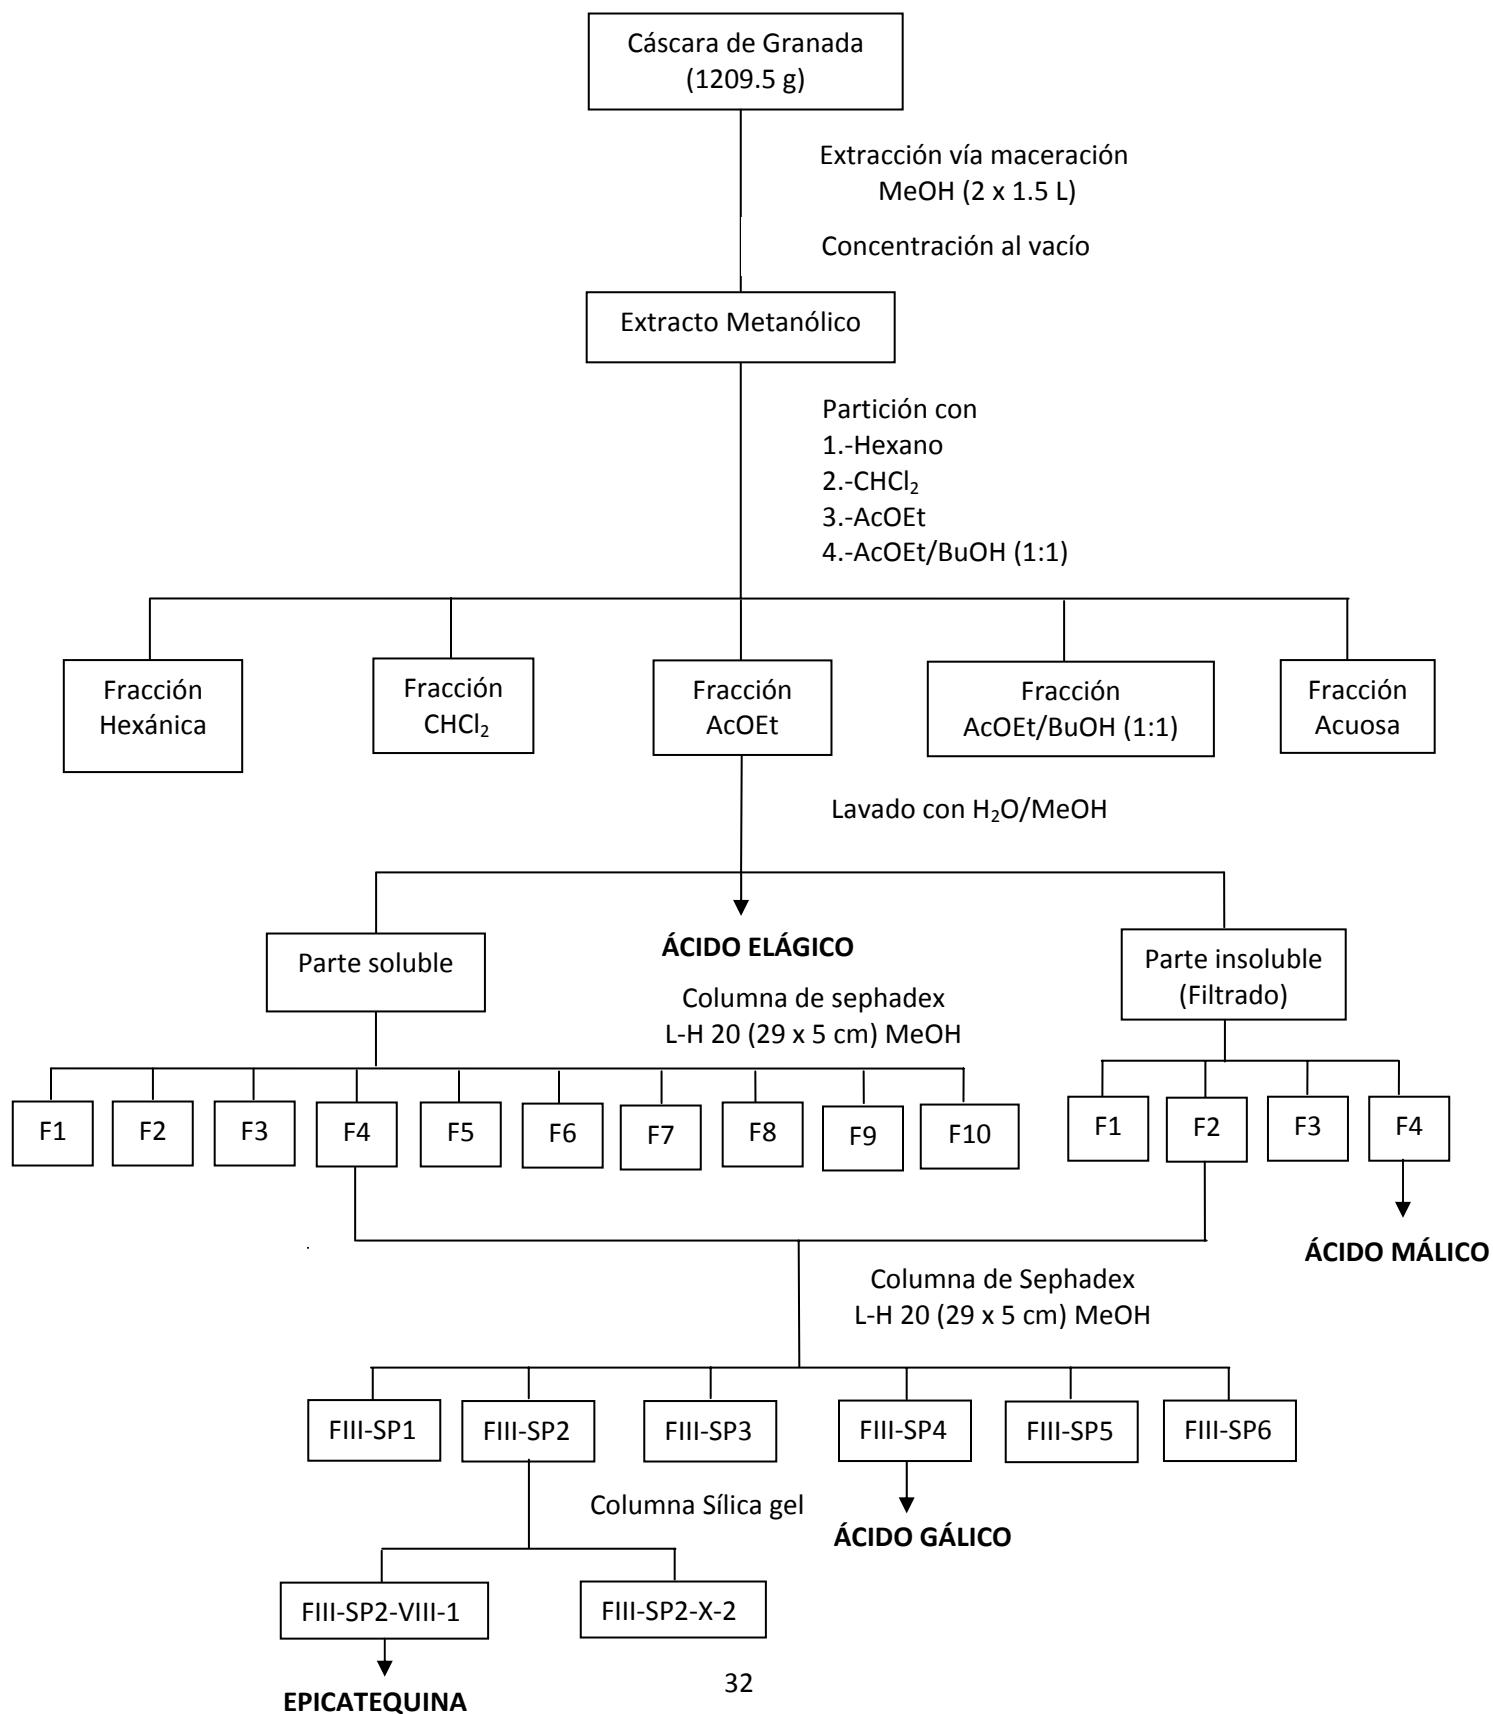 Cáscara de Granada
(1209.5 g)
Extracción vía maceración
MeOH (2 x 1.5 L)
Concentración al vacío
Extracto Metanólico
Partición con
1.-Hexano
2.-CHCl₂
3.-AcOEt
4.-AcOEt/BuOH (1:1)
Fracción
Hexánica
Fracción
CHCl₂
Fracción
AcOEt
Fracción
AcOEt/BuOH (1:1)
Fracción
Acuosa
Lavado con H₂O/MeOH
Parte soluble
ÁCIDO ELÁGICO
Parte insoluble
(Filtrado)
Columna de sephadex
L-H 20 (29 x 5 cm) MeOH
F1
F2
F3
F4
F5
F6
F7
F8
F9
F10
F1
F2
F3
F4
ÁCIDO MÁLICO
Columna de Sephadex
L-H 20 (29 x 5 cm) MeOH
FIII-SP1
FIII-SP2
FIII-SP3
FIII-SP4
FIII-SP5
FIII-SP6
Columna Sílica gel
ÁCIDO GÁLICO
FIII-SP2-VIII-1
FIII-SP2-X-2
EPICATEQUINA
32